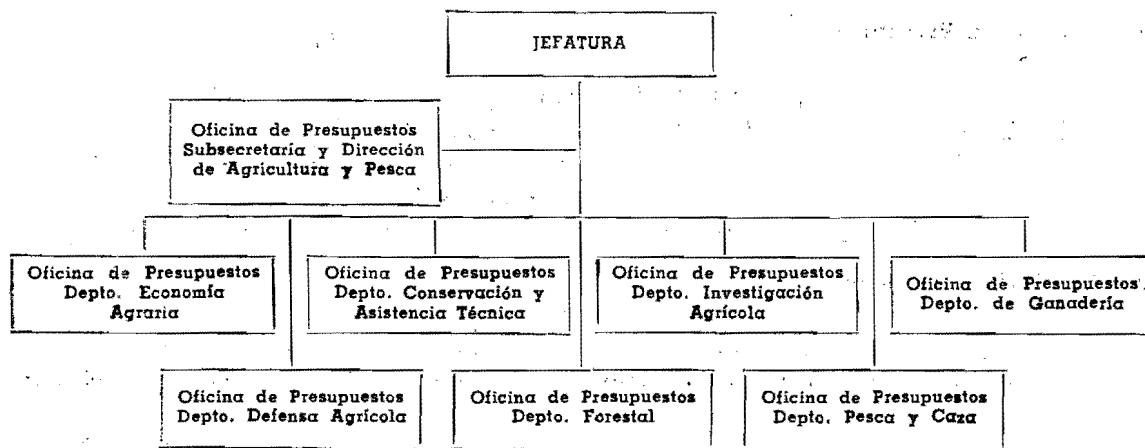 JEFATURA
Oficina de Presupuestos
Subsecretaría y Dirección
de Agricultura y Pesca
Oficina de Presupuestos
Depto. Economía
Agraria
Oficina de Presupuestos
Depto. Conservación y
Asistencia Técnica
Oficina de Presupuestos
Depto. Investigación
Agrícola
Oficina de Presupuestos
Depto. de Ganadería
Oficina de Presupuestos
Depto. Defensa Agrícola
Oficina de Presupuestos
Depto. Forestal
Oficina de Presupuestos
Depto. Pesca y Caza